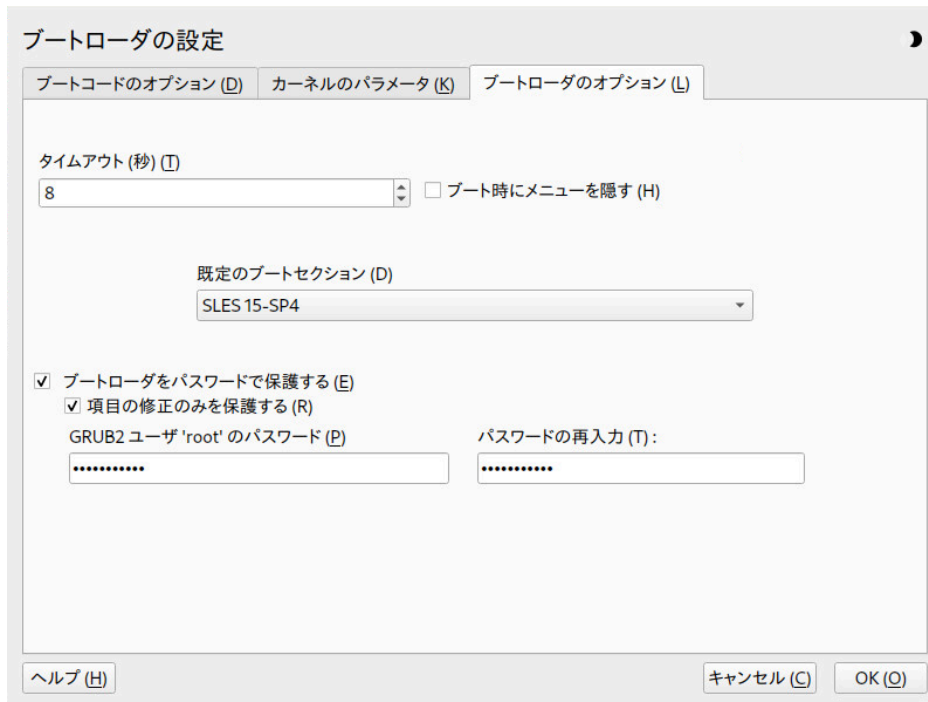 ブートローダの設定
ブートコードのオプション (D) カーネルのパラメータ (K) ブートローダのオプション (L)
タイムアウト (秒) (T)
8 ブート時にメニューを隠す (H)
既定のブートセクション (D)
SLES 15-SP4
ブートローダをパスワードで保護する (E)
項目の修正のみを保護する (R)
GRUB2 ユーザ 'root' のパスワード (P) パスワードの再入力 (T) :
••••••••••• •••••••••••
ヘルプ (H) キャンセル (C) OK (O)